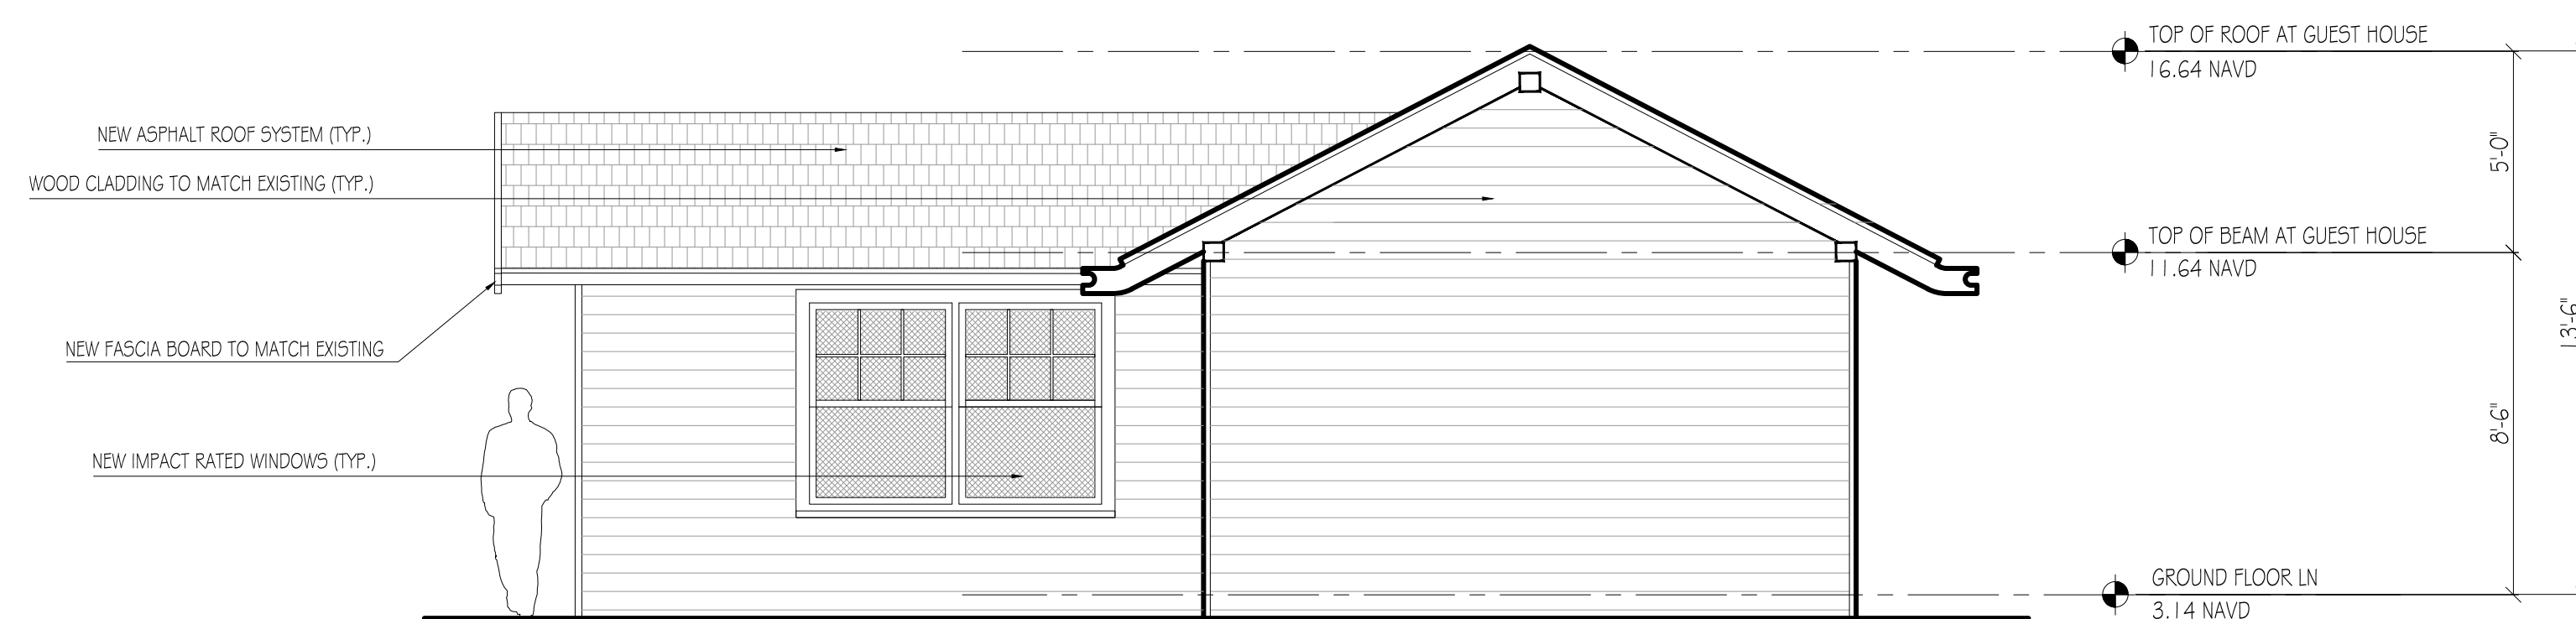 TOP OF ROOF AT GUEST HOUSE
16.64 NAVD
NEW ASPHALT ROOF SYSTEM (TYP.)
WOOD CLADDING TO MATCH EXISTING (TYP.)
5'-0"
TOP OF BEAM AT GUEST HOUSE
11.64 NAVD
13'-6"
NEW FASCIA BOARD TO MATCH EXISTING
8'-6"
NEW IMPACT RATED WINDOWS (TYP.)
GROUND FLOOR LN
3.14 NAVD